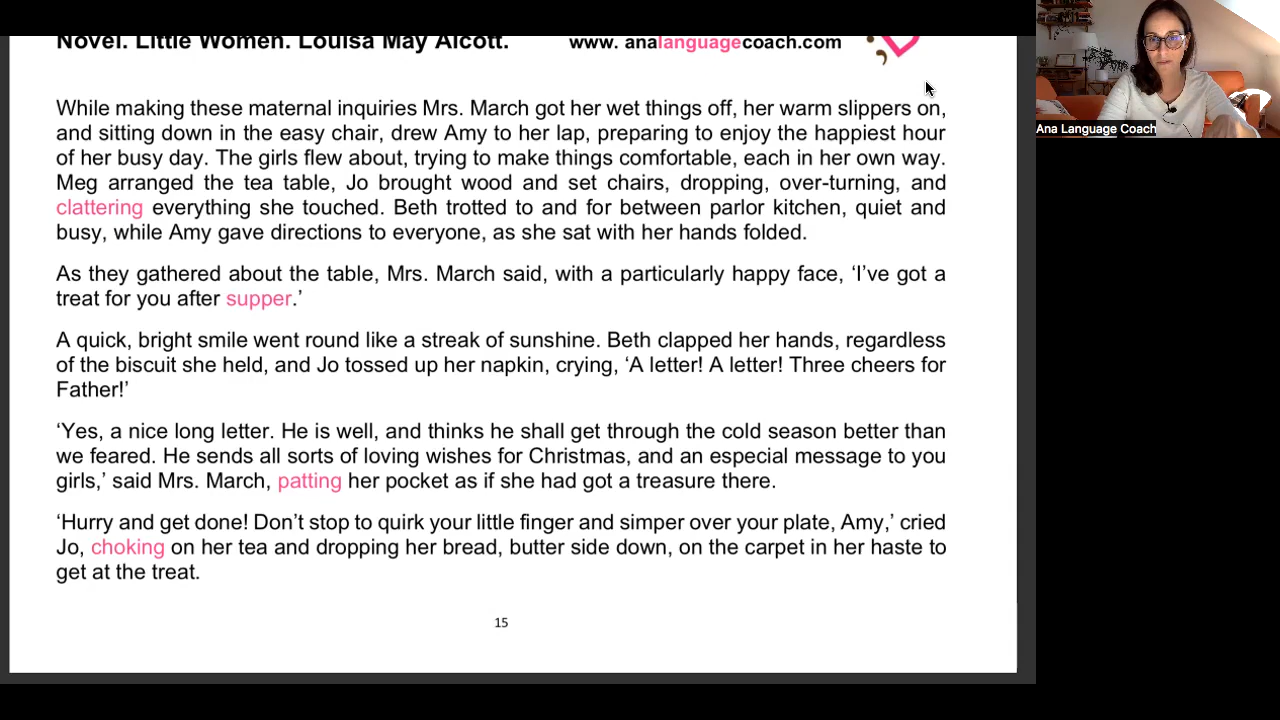 Novel. Little Women. Louisa May Alcott.
www. analanguagecoach.com
Ana Language Coach
While making these maternal inquiries Mrs. March got her wet things off, her warm slippers on,
and sitting down in the easy chair, drew Amy to her lap, preparing to enjoy the happiest hour
of her busy day. The girls flew about, trying to make things comfortable, each in her own way.
Meg arranged the tea table, Jo brought wood and set chairs, dropping, over-turning, and
clattering everything she touched. Beth trotted to and for between parlor kitchen, quiet and
busy, while Amy gave directions to everyone, as she sat with her hands folded.
As they gathered about the table, Mrs. March said, with a particularly happy face, ‘I’ve got a
treat for you after supper.’
A quick, bright smile went round like a streak of sunshine. Beth clapped her hands, regardless
of the biscuit she held, and Jo tossed up her napkin, crying, ‘A letter! A letter! Three cheers for
Father!’
‘Yes, a nice long letter. He is well, and thinks he shall get through the cold season better than
we feared. He sends all sorts of loving wishes for Christmas, and an especial message to you
girls,’ said Mrs. March, patting her pocket as if she had got a treasure there.
‘Hurry and get done! Don’t stop to quirk your little finger and simper over your plate, Amy,’ cried
Jo, choking on her tea and dropping her bread, butter side down, on the carpet in her haste to
get at the treat.
15